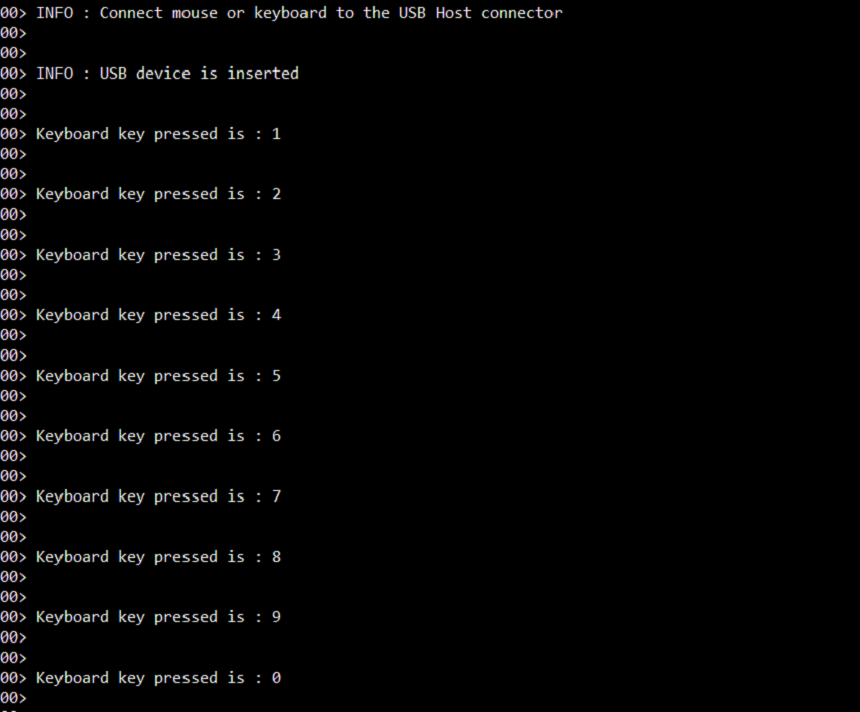 00> INFO : Connect mouse or keyboard to the USB Host connector
00>
00>
00> INFO : USB device is inserted
00>
00>
00> Keyboard key pressed is : 1
00>
00>
00> Keyboard key pressed is : 2
00>
00>
00> Keyboard key pressed is : 3
00>
00>
00> Keyboard key pressed is : 4
00>
00>
00> Keyboard key pressed is : 5
00>
00>
00> Keyboard key pressed is : 6
00>
00>
00> Keyboard key pressed is : 7
00>
00>
00> Keyboard key pressed is : 8
00>
00>
00> Keyboard key pressed is : 9
00>
00>
00> Keyboard key pressed is : 0
00>